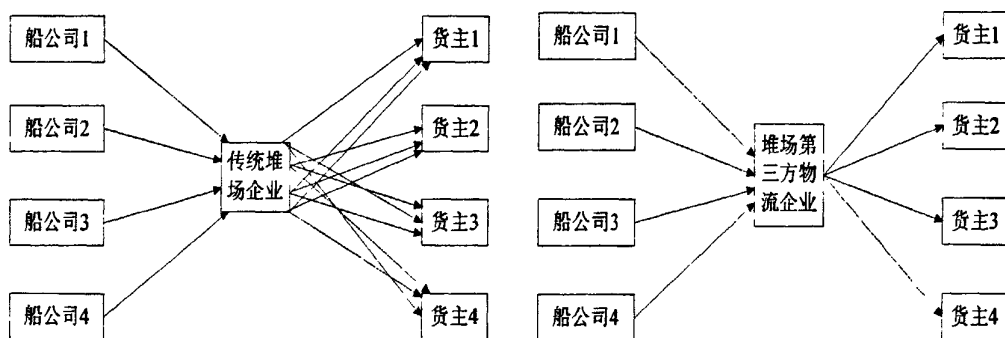 船公司1
船公司2
船公司3
船公司4
传统堆
场企业
货主1
货主2
货主3
货主4
船公司1
船公司2
船公司3
船公司4
堆场第
三方物
流企业
货主1
货主2
货主3
货主4